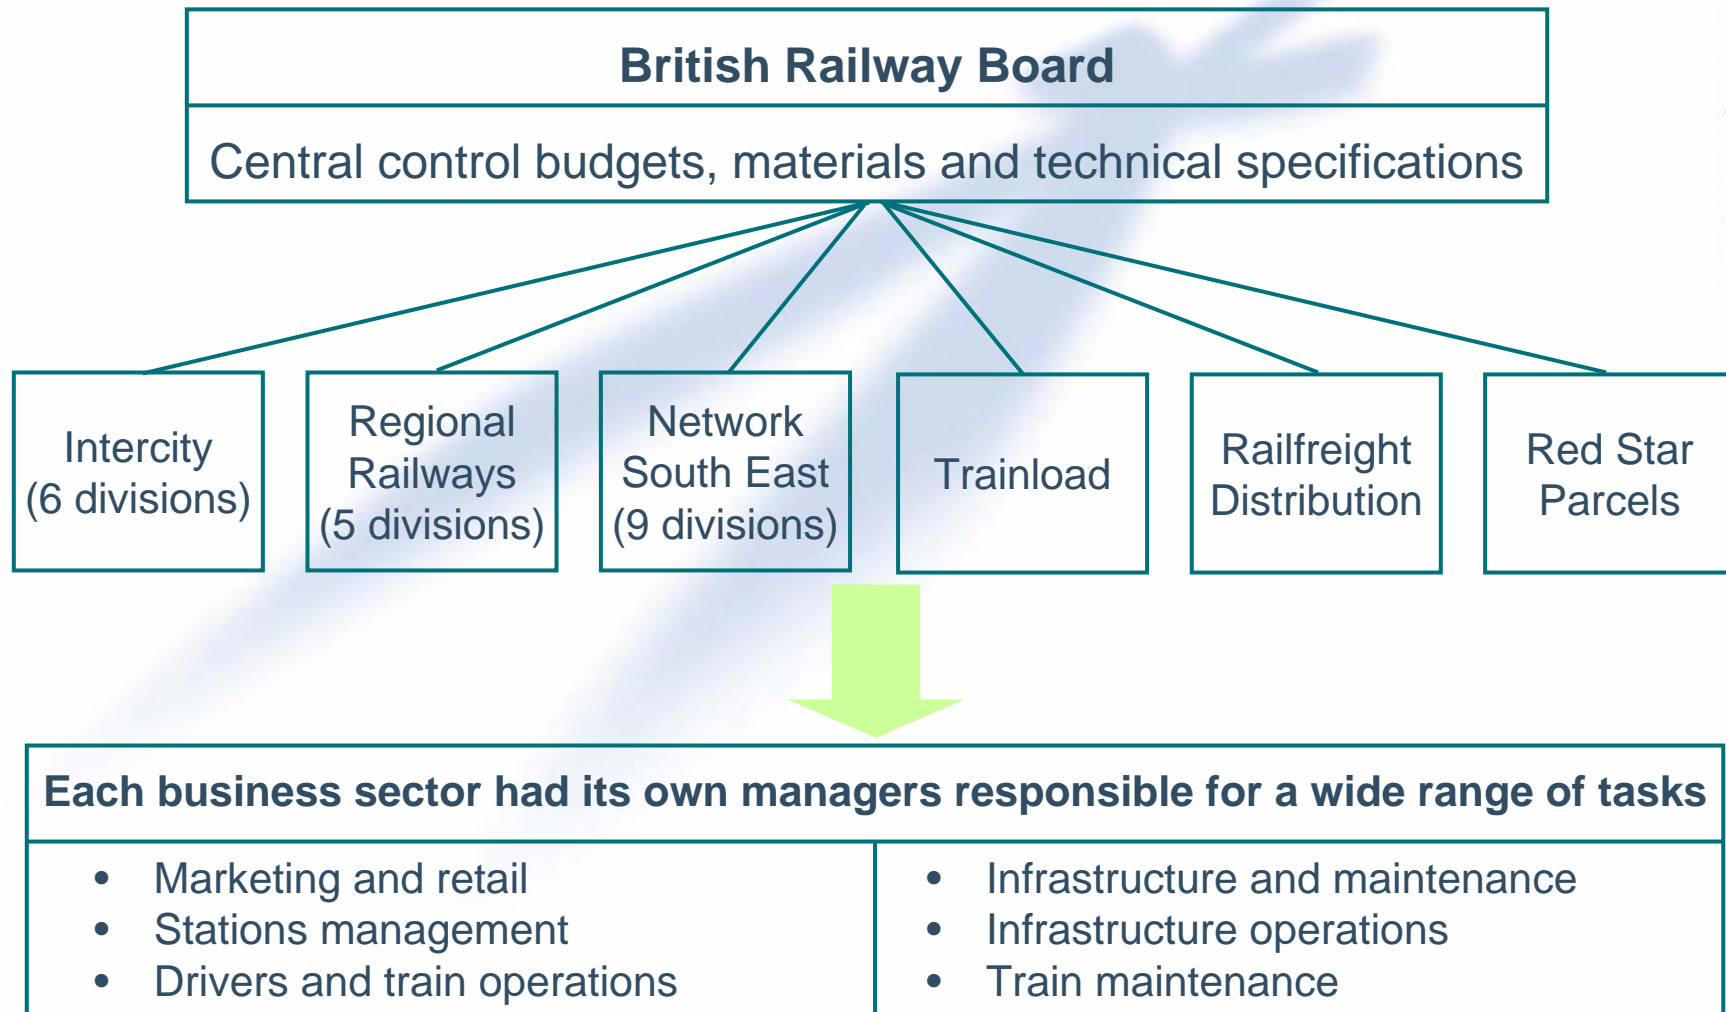 British Railway Board
Central control budgets, materials and technical specifications
Intercity
(6 divisions)
Regional
Railways
(5 divisions)
Network
South East
(9 divisions)
Trainload
Railfreight
Distribution
Red Star
Parcels
Each business sector had its own managers responsible for a wide range of tasks
• Marketing and retail
• Stations management
• Drivers and train operations
• Infrastructure and maintenance
• Infrastructure operations
• Train maintenance